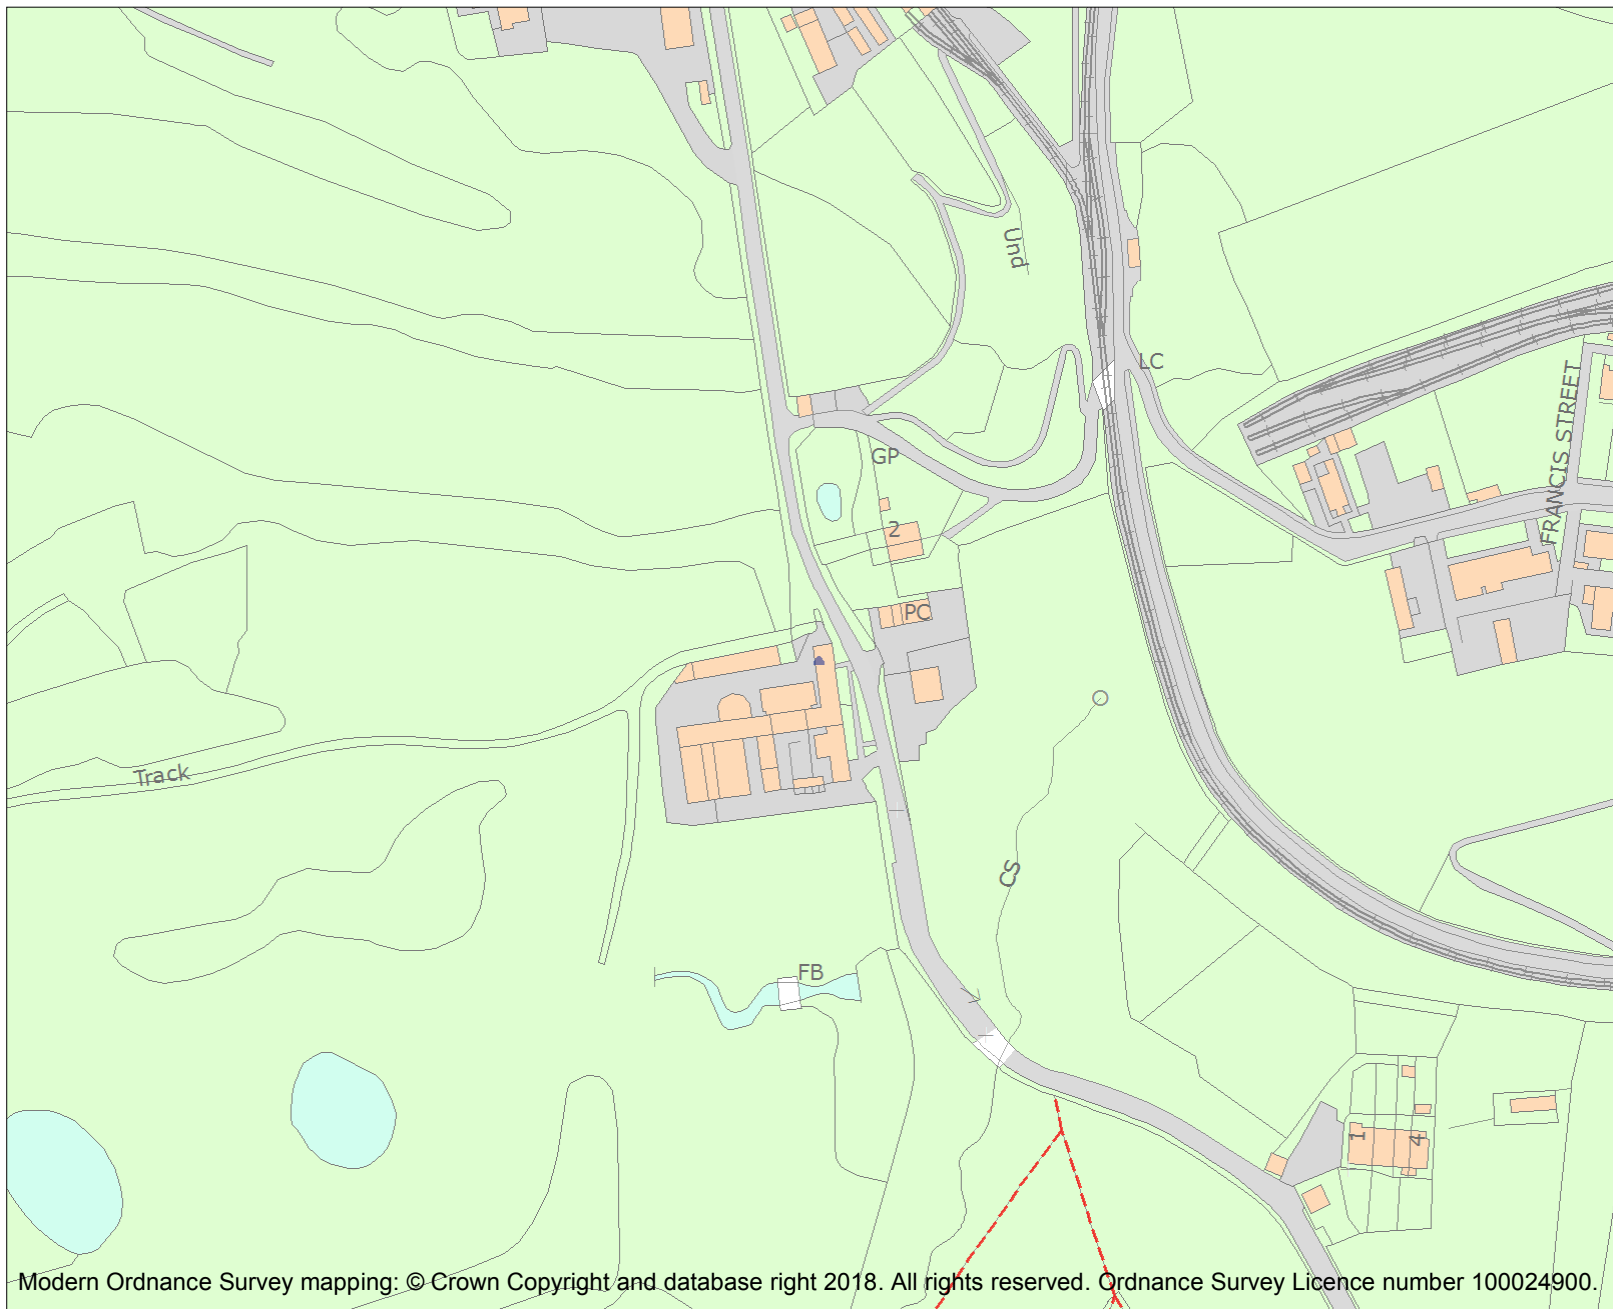 Und
LC
FRANCIS STREET
GP
2
PC
Track
CS
FB
1
4
Modern Ordnance Survey mapping: © Crown Copyright and database right 2018. All rights reserved. Ordnance Survey Licence number 100024900.